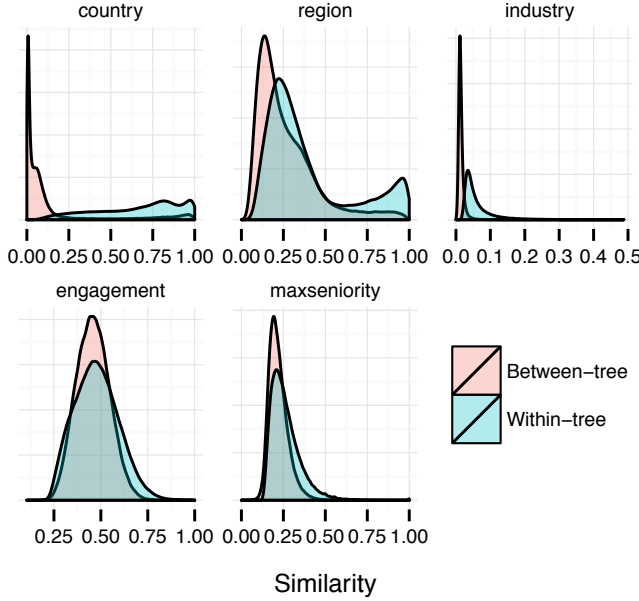 country region industry
0.00 0.25 0.50 0.75 1.00 0.00 0.25 0.50 0.75 1.00 0.0 0.1 0.2 0.3 0.4 0.5
engagement maxseniority
Between−tree
Within−tree
0.25 0.50 0.75 1.00 0.00 0.25 0.50 0.75 1.00
Similarity